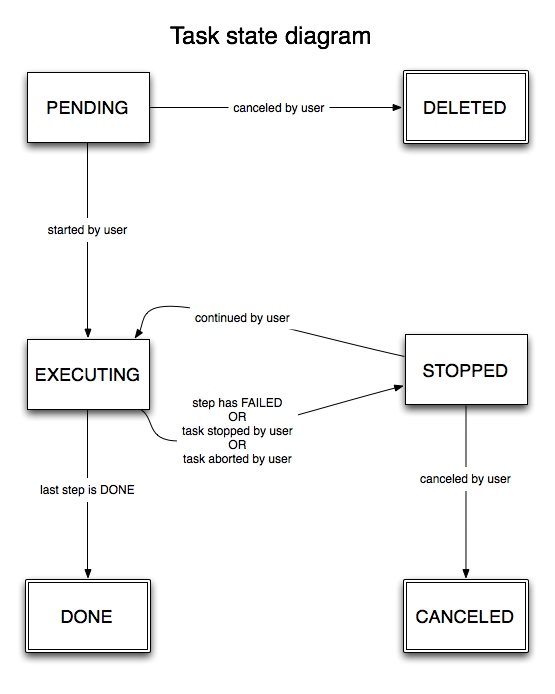 Task state diagram
PENDING
canceled by user
DELETED
started by user
continued by user
EXECUTING
STOPPED
step has FAILED
OR
task stopped by user
OR
task aborted by user
last step is DONE
canceled by user
DONE
CANCELED